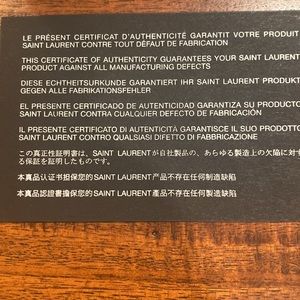 LE PRÉSENT CERTIFICAT D'AUTHENTICITÉ GARANTIT VOTRE PRODUIT
SAINT LAURENT CONTRE TOUT DÉFAUT DE FABRICATION
THIS CERTIFICATE OF AUTHENTICITY GUARANTEES YOUR SAINT LAURENT
PRODUCT AGAINST ALL MANUFACTURING DEFECTS
DIESE ECHTHEITSURKUNDE GARANTIERT IHR SAINT LAURENT PRODUKT
GEGEN ALLE FABRIKATIONSFEHLER
EL PRESENTE CERTIFICADO DE AUTENTICIDAD GARANTIZA SU PRODUCTO
SAINT LAURENT CONTRA CUALQUIER DEFECTO DE FABRICACIÓN
IL PRESENTE CERTIFICATO DI AUTENTICITÀ GARANTISCE IL SUO PRODOTTO
SAINT LAURENT CONTRO QUALSIASI DIFETTO DI FABBRICAZIONE
この真正性証明書は、SAINT LAURENT が自社製品の、あらゆる製造上の欠陥に対す
る保証を証明したものです。
本真品认证书担保您的 SAINT LAURENT 产品不存在任何制造缺陷
本真品認證書擔保您的 SAINT LAURENT 產品不存在任何製造缺陷